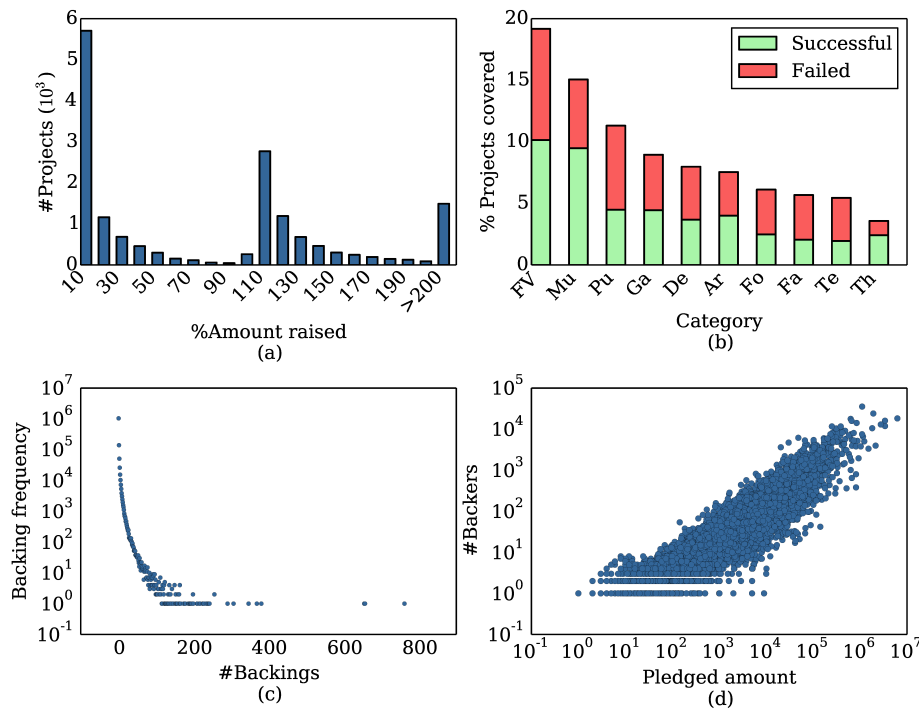 6
5
4
3
2
1
0
#Projects (10³)
10
30
50
70
90
110
130
150
170
190
>200
%Amount raised
(a)
20
15
10
5
0
% Projects covered
Successful
Failed
FV
Mu
Pu
Ga
De
Ar
Fo
Fa
Te
Th
Category
(b)
10⁷
10⁶
10⁵
10⁴
10³
10²
10¹
10⁰
10⁻¹
Backing frequency
0
200
400
600
800
#Backings
(c)
10⁵
10⁴
10³
10²
10¹
10⁰
10⁻¹
#Backers
10⁻¹
10⁰
10¹
10²
10³
10⁴
10⁵
10⁶
10⁷
Pledged amount
(d)